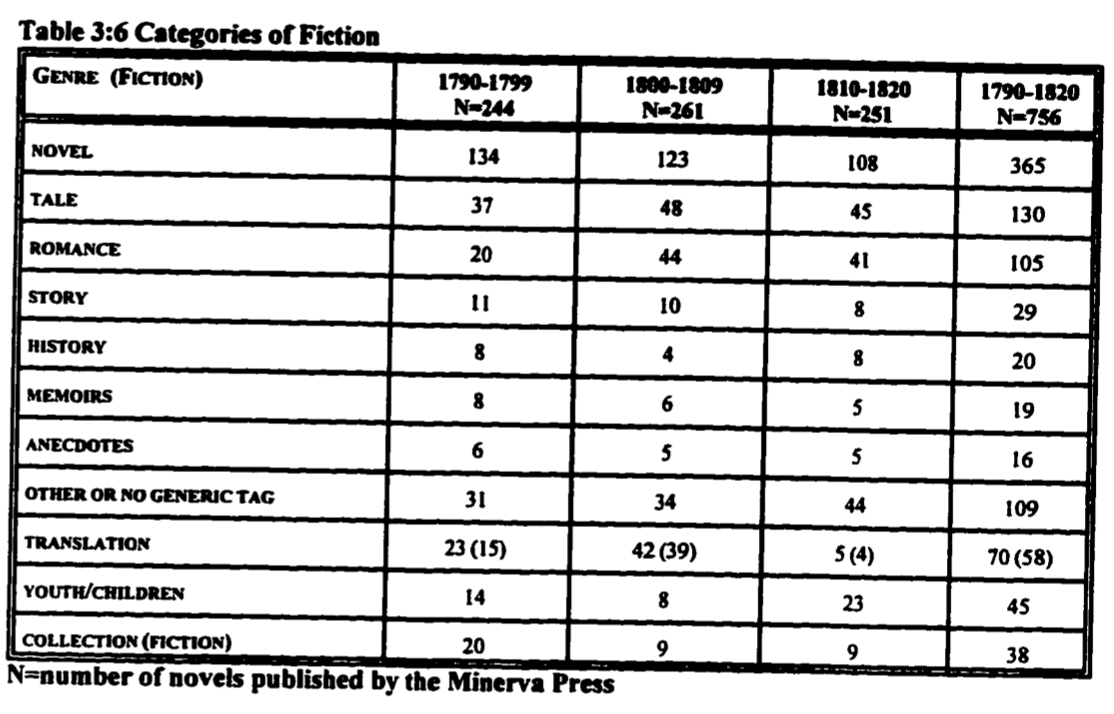 Table 3:6 Categories of Fiction
GENRE (FICTION) 1790-1799 N=244 1800-1809 N=261 1810-1820 N=251 1790-1820 N=756
NOVEL 134 123 108 365
TALE 37 48 45 130
ROMANCE 20 44 41 105
STORY 11 10 8 29
HISTORY 8 4 8 20
MEMOIRS 8 6 5 19
ANECDOTES 6 5 5 16
OTHER OR NO GENERIC TAG 31 34 44 109
TRANSLATION 23 (15) 42 (39) 5 (4) 70 (58)
YOUTH/CHILDREN 14 8 23 45
COLLECTION (FICTION) 20 9 9 38
N=number of novels published by the Minerva Press